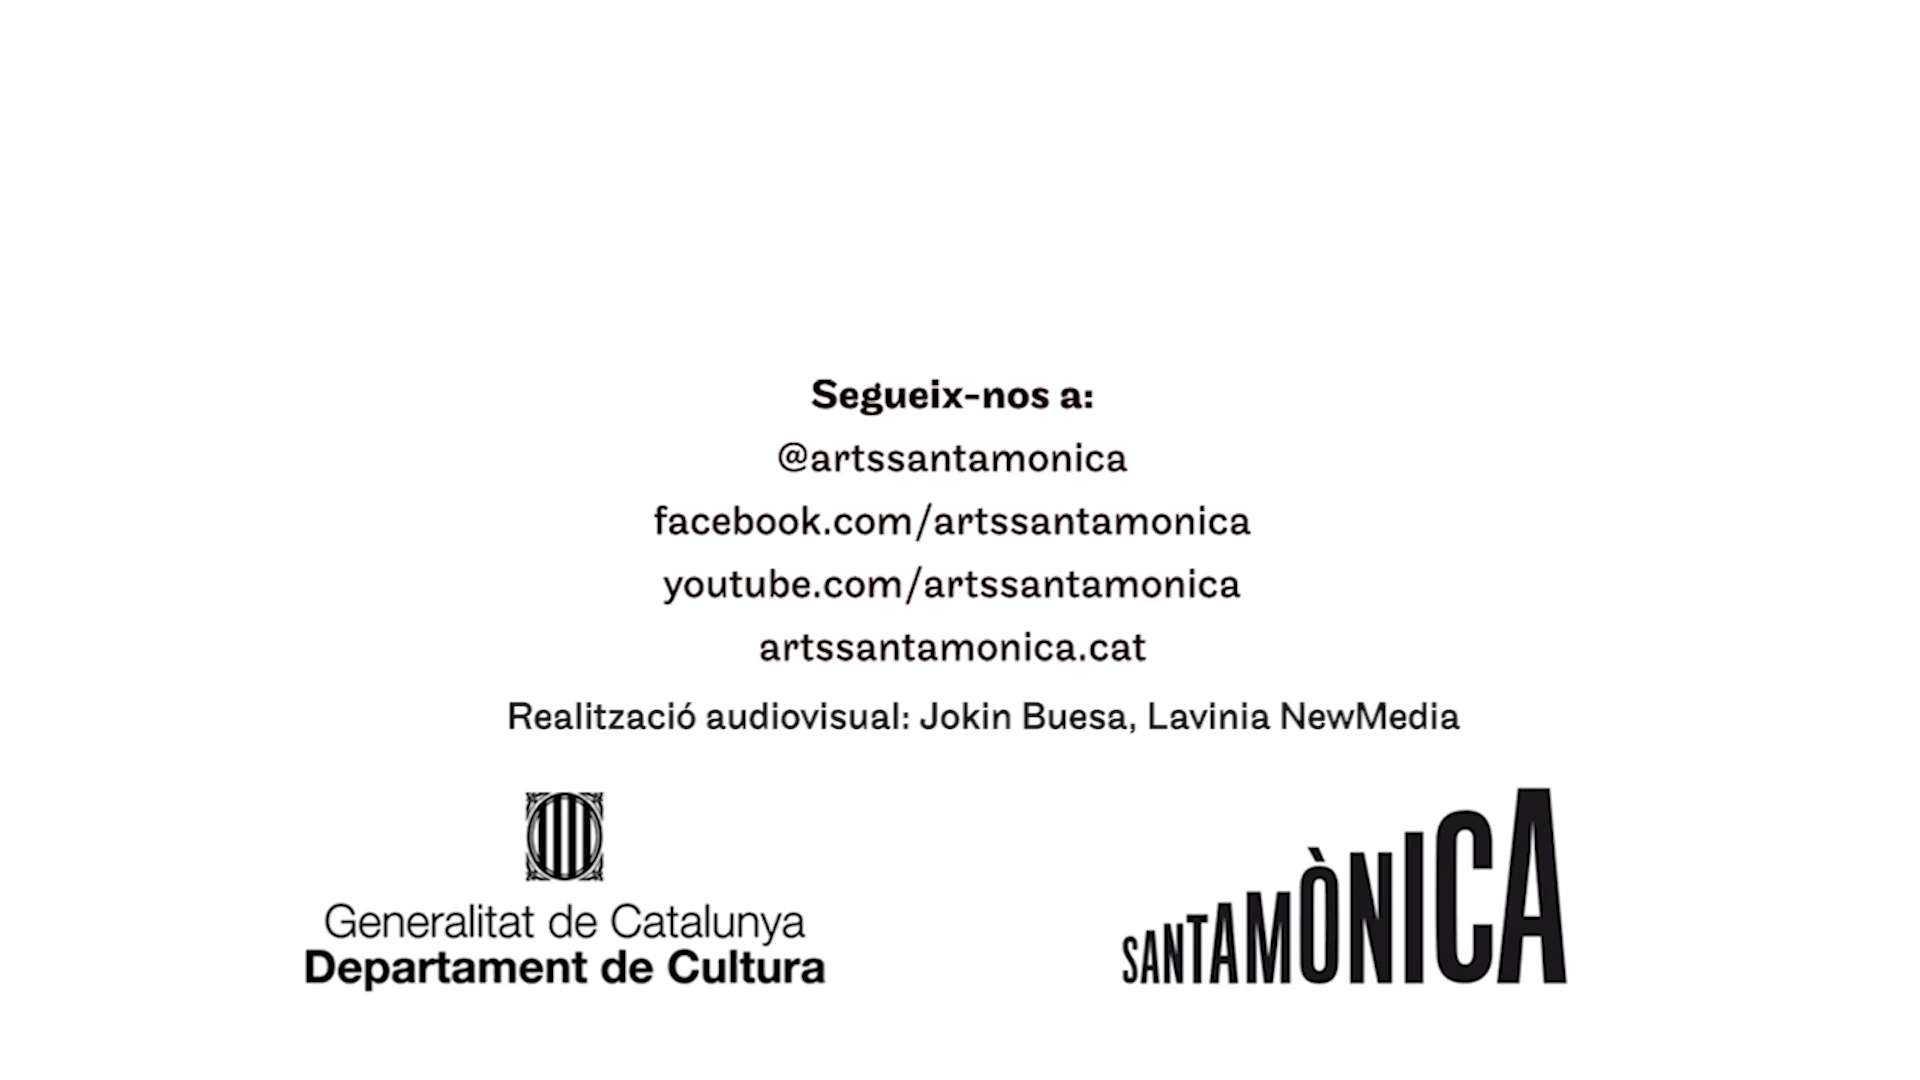 Segueix-nos a:
@artssantamonica
facebook.com/artssantamonica
youtube.com/artssantamonica
artssantamonica.cat
Realització audiovisual: Jokin Buesa, Lavinia NewMedia
Generalitat de Catalunya
Departament de Cultura
SANTAMÒNICA